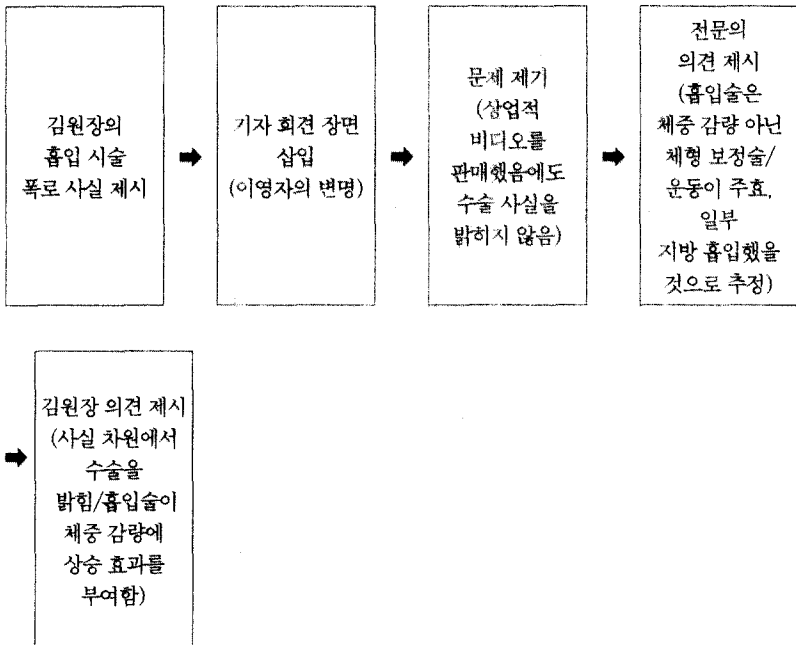 김원장의
흡입 시술
폭로 사실 제시
기자 회견 장면
삽입
(이영자의 변명)
문제 제기
(상업적
비디오를
판매했음에도
수술 사실을
밝히지 않음)
전문의
의견 제시
(흡입술은
체중 감량 아닌
체형 보정술/
운동이 주효,
일부
지방 흡입했을
것으로 추정)
김원장 의견 제시
(사실 차원에서
수술을
밝힘/흡입술이
체중 감량에
상승 효과를
부여함)